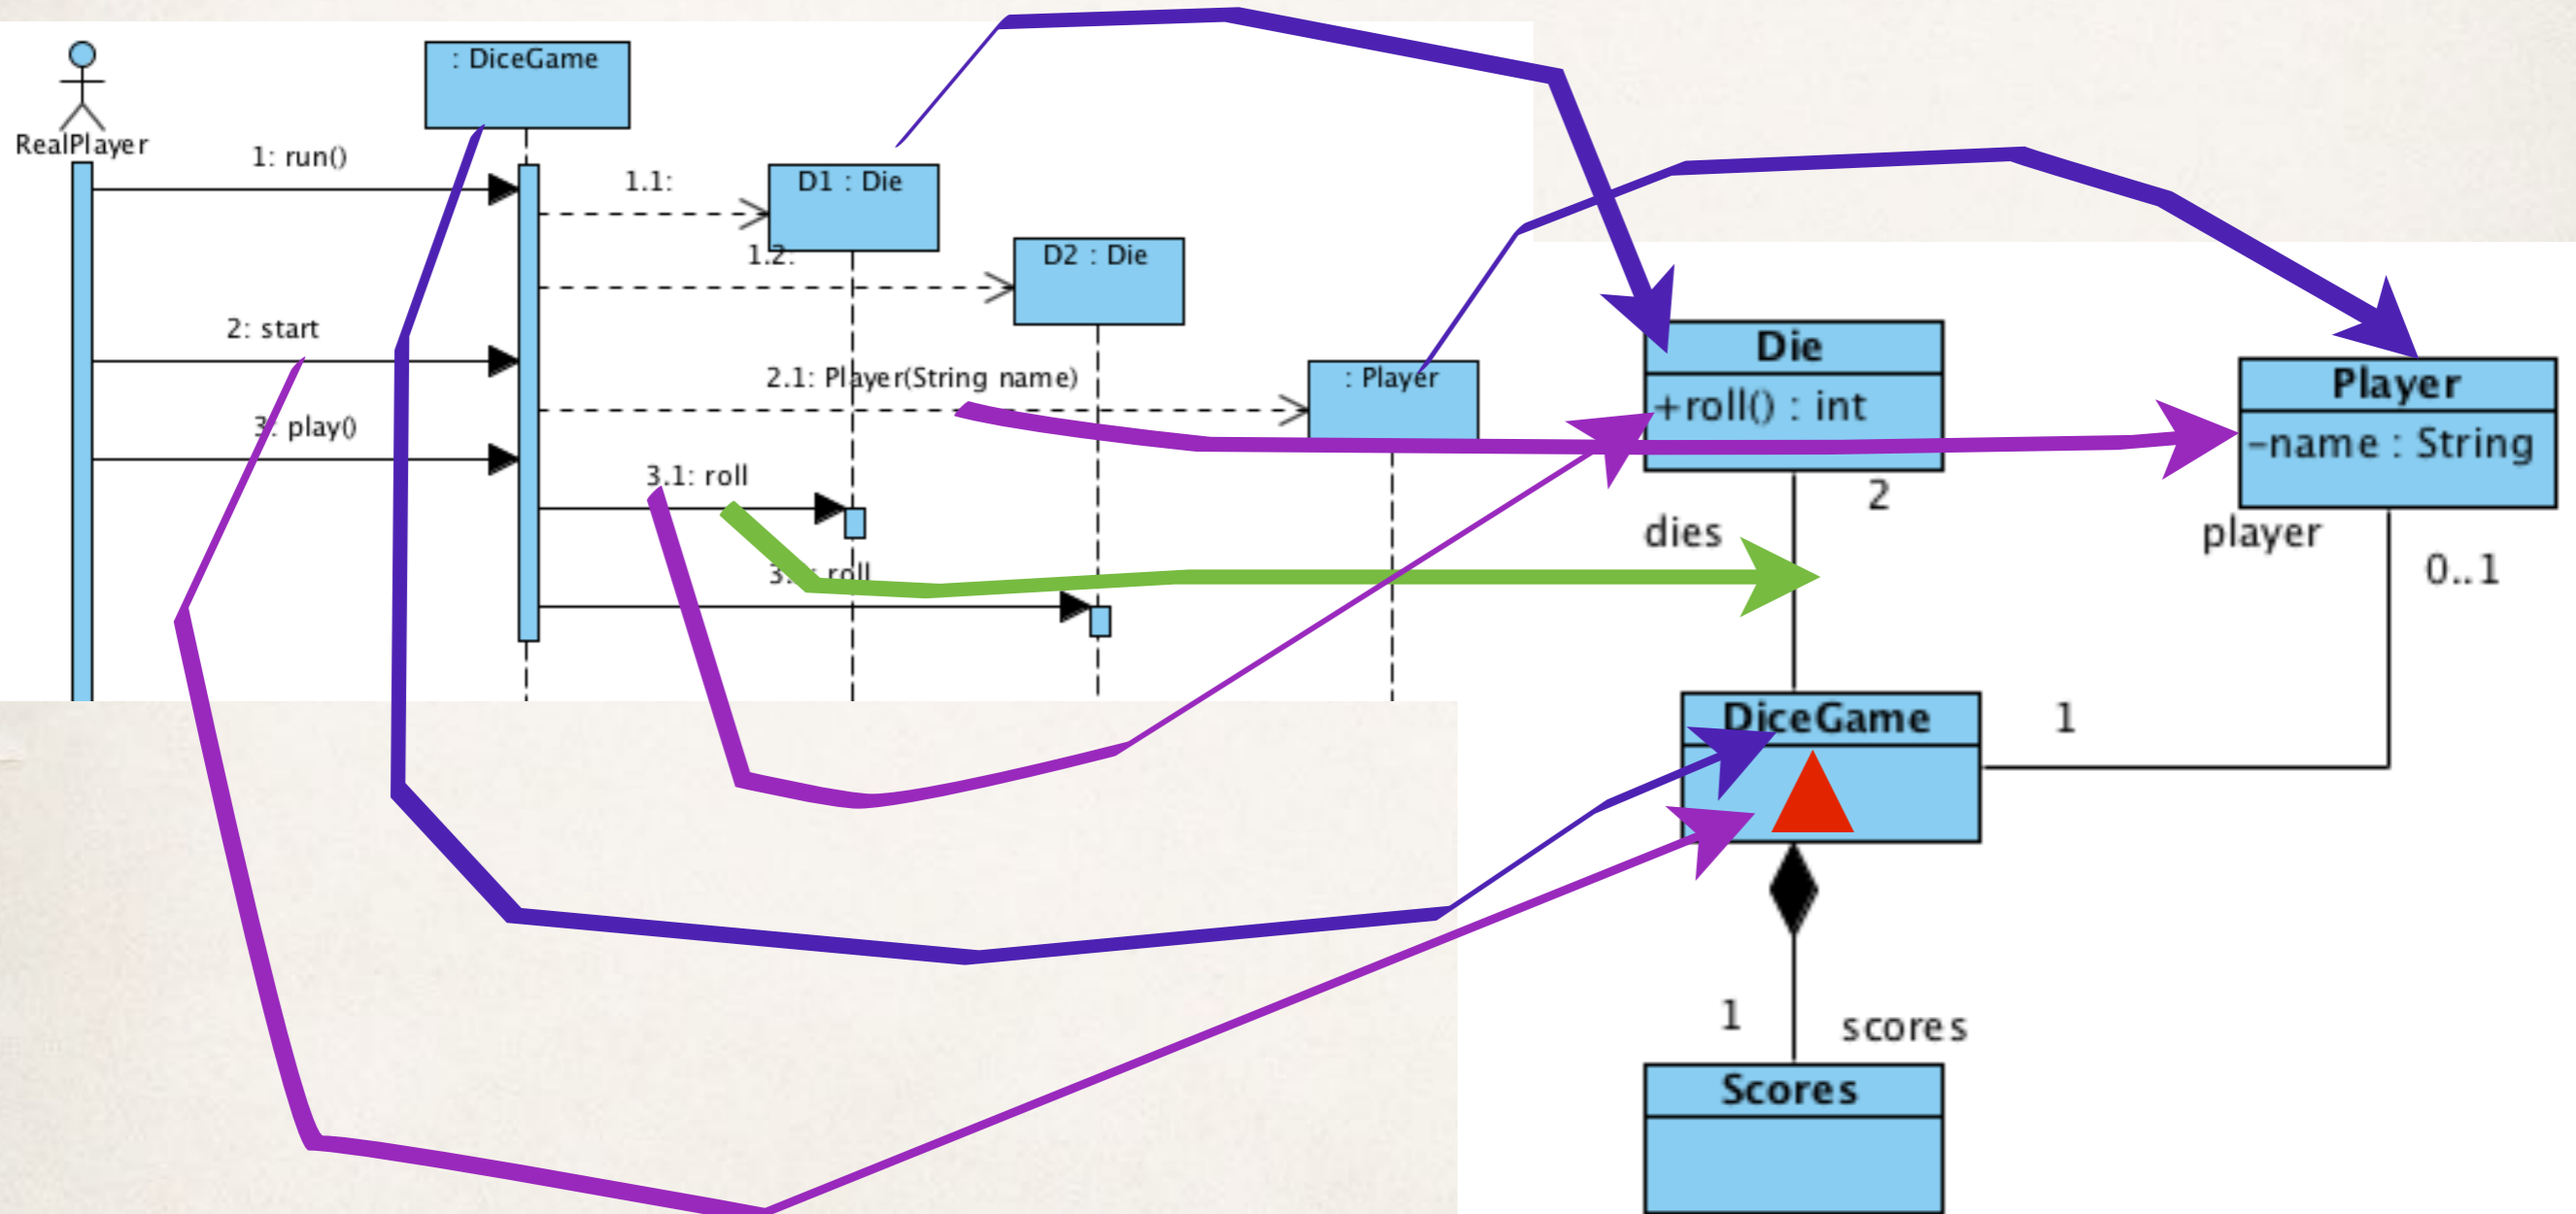 : DiceGame
RealPlayer
1: run()
1.1:
D1 : Die
1.2:
D2 : Die
2: start
2.1: Player(String name)
: Player
3: play()
3.1: roll
roll
Die
+roll() : int
2
dies
Player
-name : String
player
0..1
DiceGame
1
1
scores
Scores